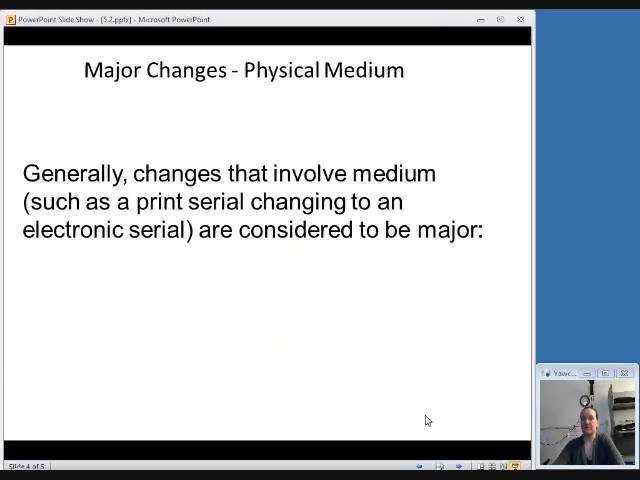 PowerPoint Slide Show - [5.2.pptx] - Microsoft PowerPoint
Major Changes - Physical Medium
Generally, changes that involve medium
(such as a print serial changing to an
electronic serial) are considered to be major:
Yawc...
Slide 4 of 5